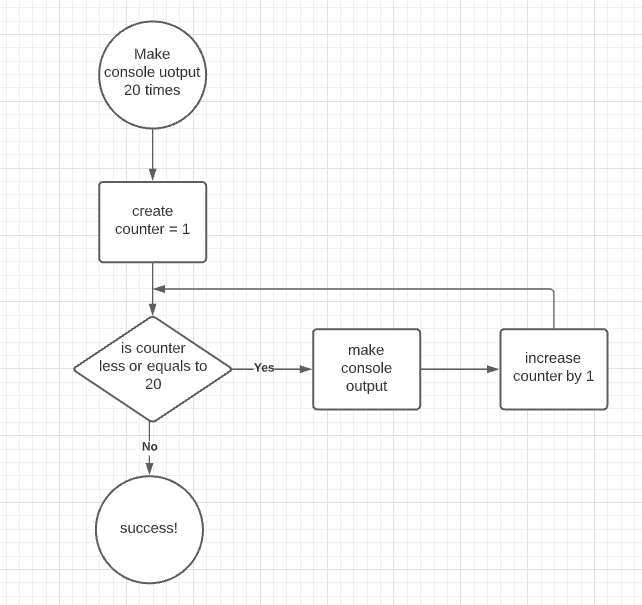 Make
console uotput
20 times
create
counter = 1
is counter
less or equals to
20
Yes
make
console
output
increase
counter by 1
No
success!